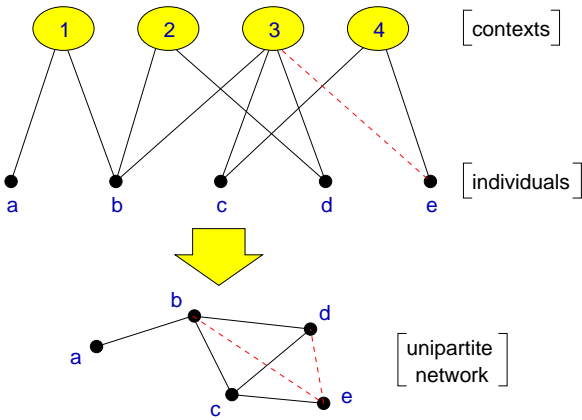 1 2 3 4 contexts
individuals
a b c d e
b
d
a
unipartite
network
c
e